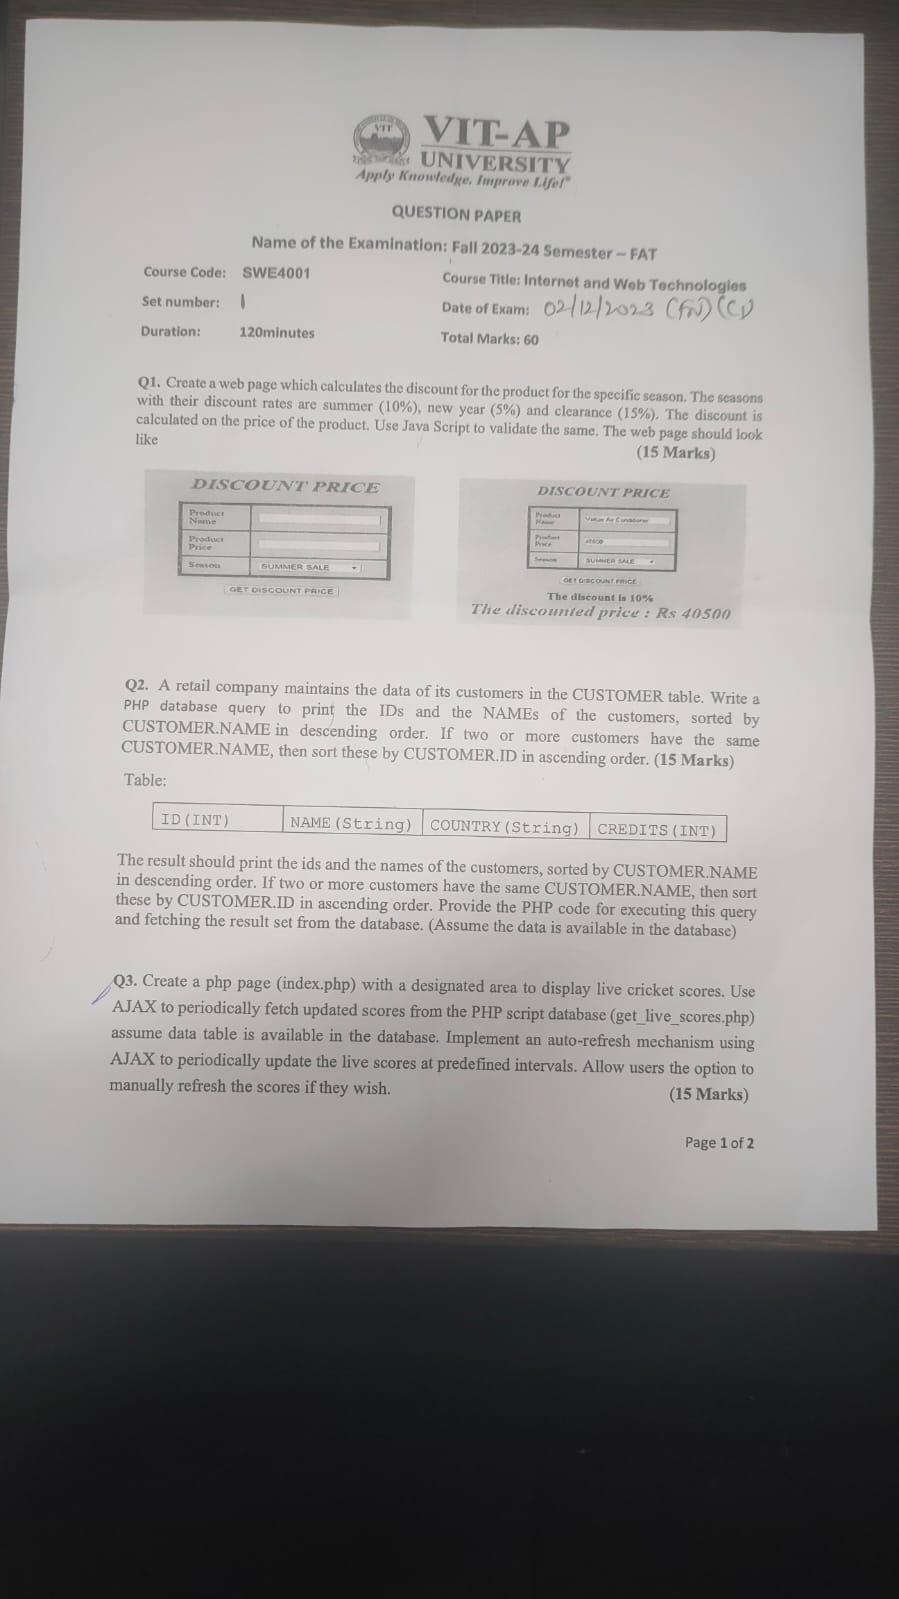 VIT
VIT-AP
UNIVERSITY
Apply Knowledge. Improve Life!
QUESTION PAPER
Name of the Examination: Fall 2023-24 Semester – FAT
Course Code: SWE4001
Course Title: Internet and Web Technologies
Set number: 1
Date of Exam: 02/12/2023 (FN) (C1)
Duration: 120minutes
Total Marks: 60
Q1. Create a web page which calculates the discount for the product for the specific season. The seasons
with their discount rates are summer (10%), new year (5%) and clearance (15%). The discount is
calculated on the price of the product. Use Java Script to validate the same. The web page should look
like
(15 Marks)
DISCOUNT PRICE
Product
Name
Product
Price
Season SUMMER SALE
GET DISCOUNT PRICE
DISCOUNT PRICE
Product
Name
Air Conditioner
Product
Price
45000
Season SUMMER SALE
GET DISCOUNT PRICE
The discount is 10%
The discounted price : Rs 40500
Q2. A retail company maintains the data of its customers in the CUSTOMER table. Write a
PHP database query to print the IDs and the NAMEs of the customers, sorted by
CUSTOMER.NAME in descending order. If two or more customers have the same
CUSTOMER.NAME, then sort these by CUSTOMER.ID in ascending order. (15 Marks)
Table:
ID(INT) NAME(String) COUNTRY(String) CREDITS(INT)
The result should print the ids and the names of the customers, sorted by CUSTOMER.NAME
in descending order. If two or more customers have the same CUSTOMER.NAME, then sort
these by CUSTOMER.ID in ascending order. Provide the PHP code for executing this query
and fetching the result set from the database. (Assume the data is available in the database)
Q3. Create a php page (index.php) with a designated area to display live cricket scores. Use
AJAX to periodically fetch updated scores from the PHP script database (get_live_scores.php)
assume data table is available in the database. Implement an auto-refresh mechanism using
AJAX to periodically update the live scores at predefined intervals. Allow users the option to
manually refresh the scores if they wish.
(15 Marks)
Page 1 of 2